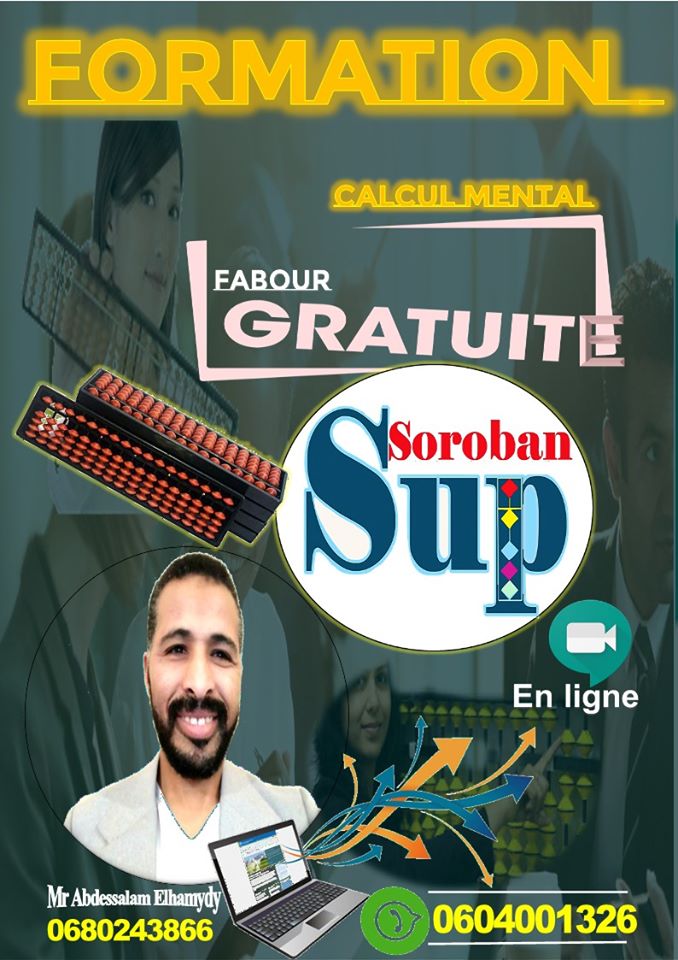 FORMATION
CALCUL MENTAL
FABOUR
GRATUITE
Soroban
Sup
En ligne
Mr Abdessalam Elhamydy
0680243866
0604001326